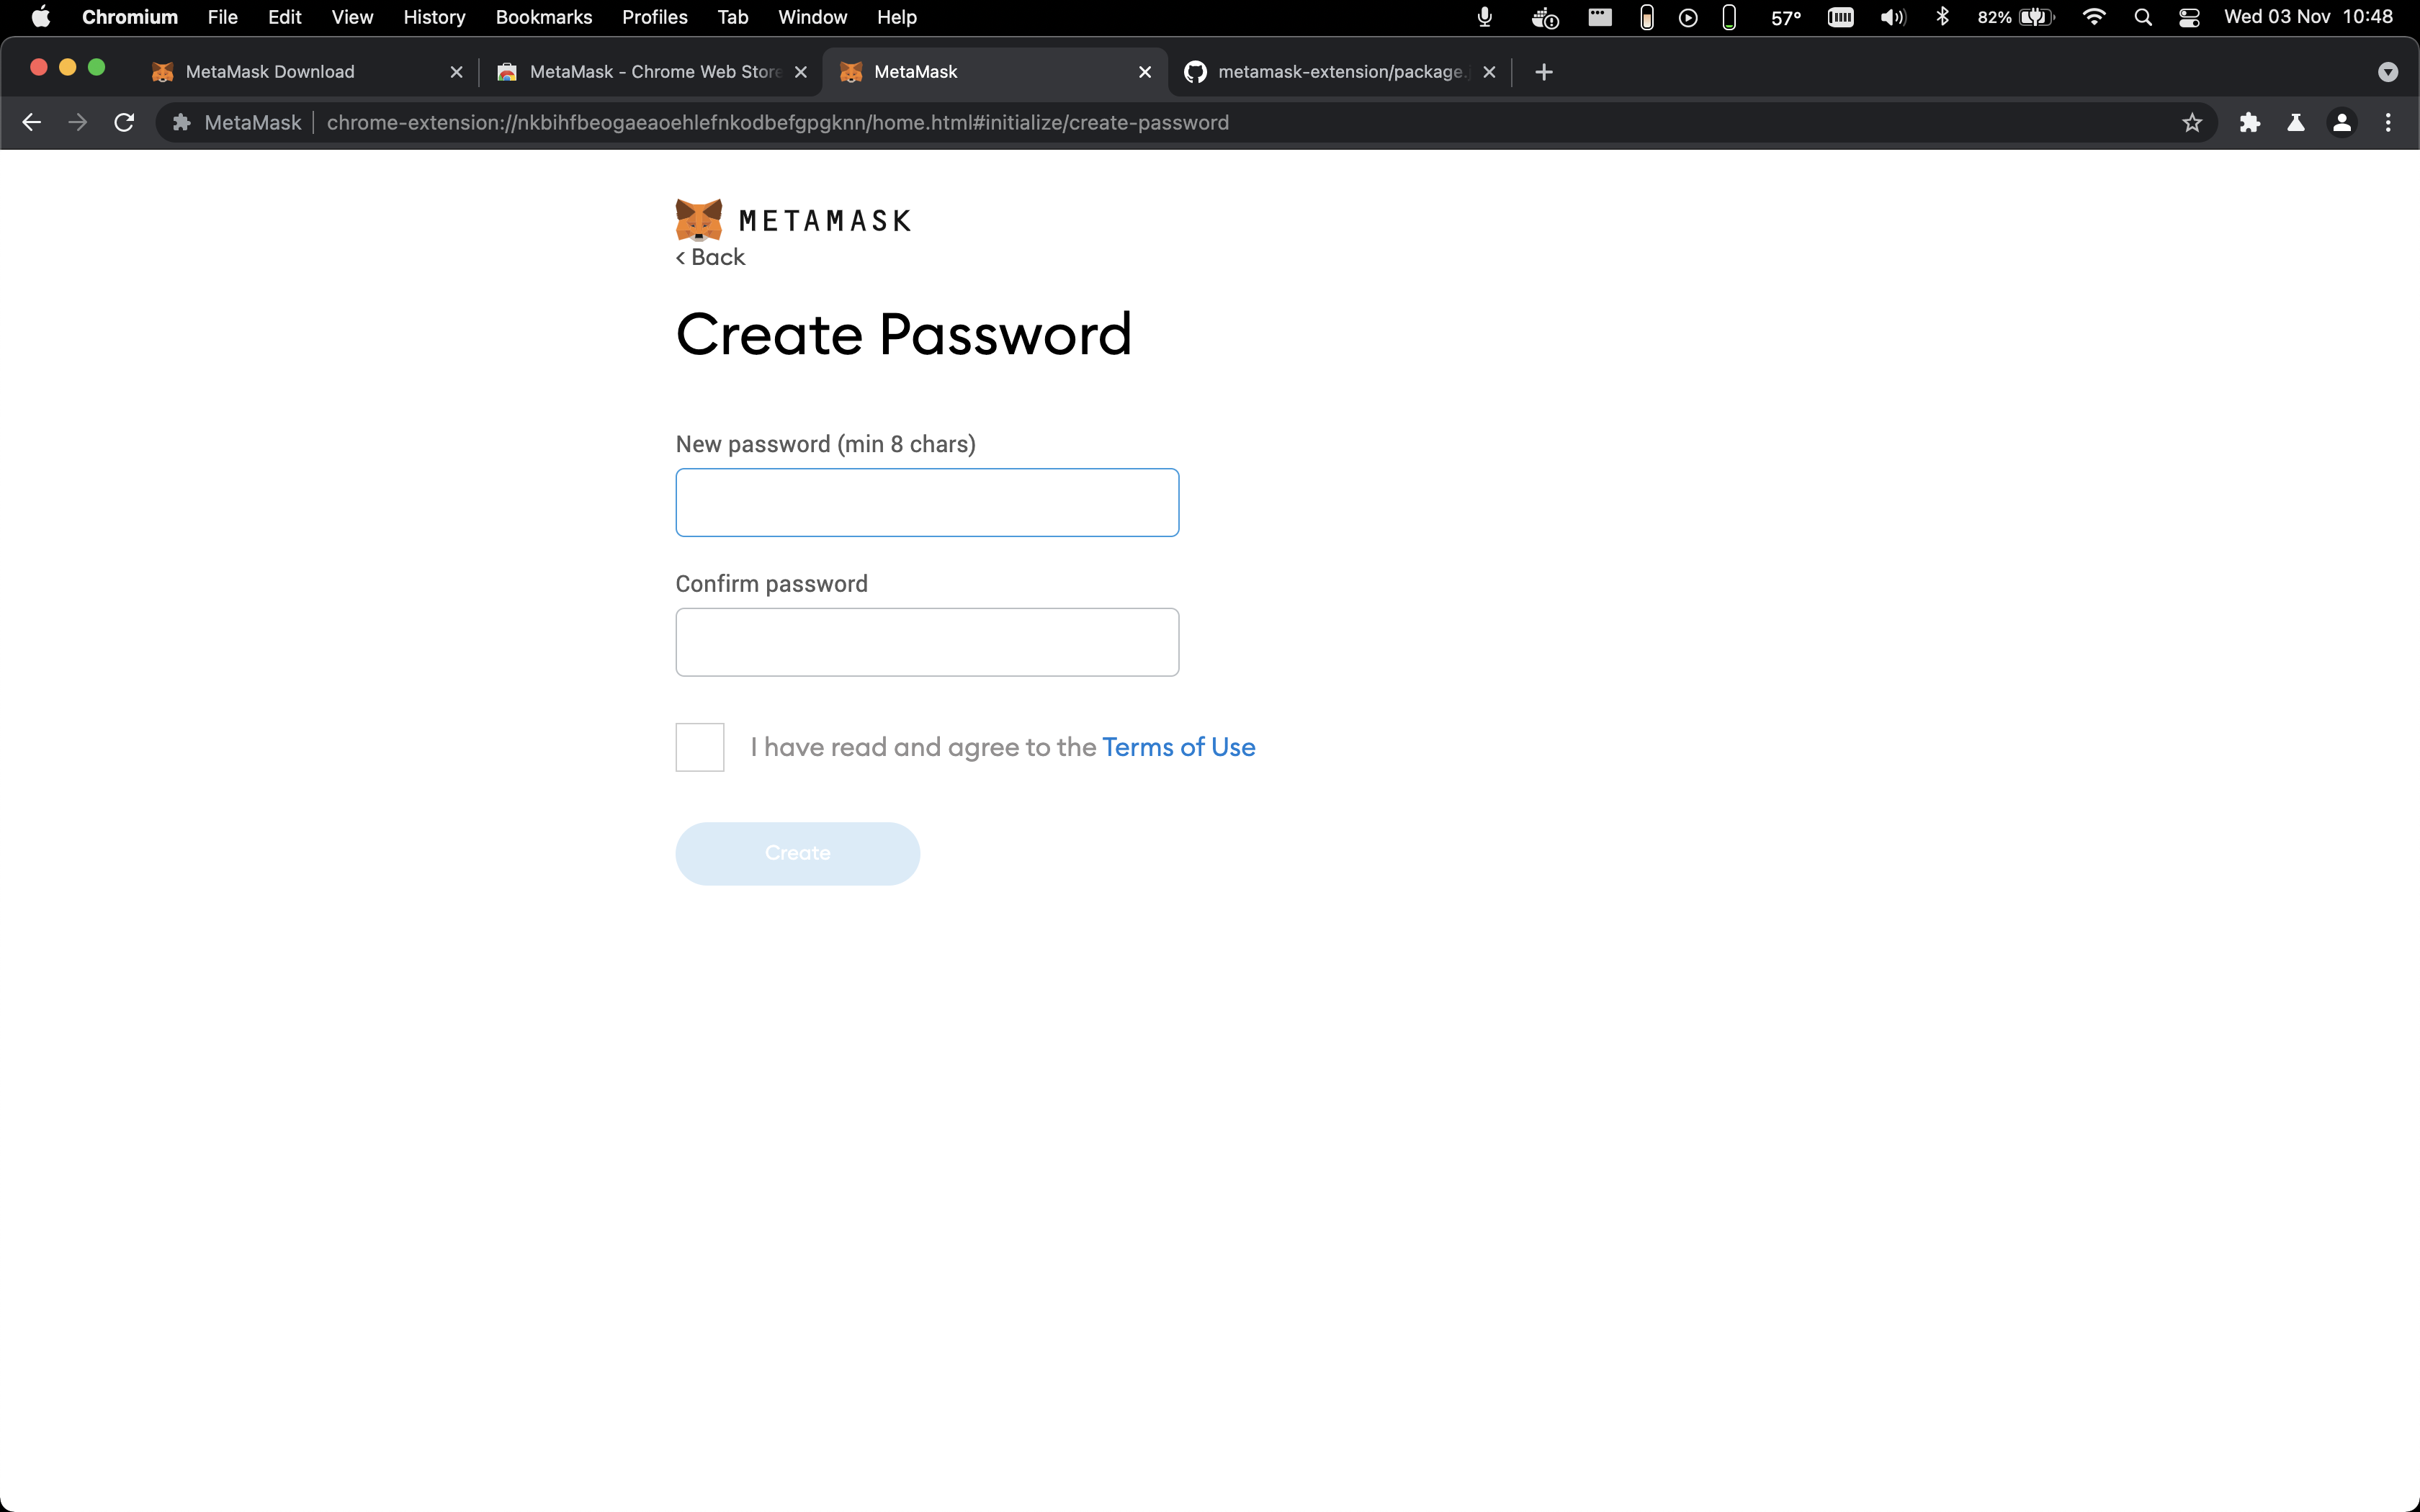 Chromium File Edit View History Bookmarks Profiles Tab Window Help 57° 82% Wed 03 Nov 10:48
MetaMask Download MetaMask - Chrome Web Store MetaMask metamask-extension/package.j
MetaMask chrome-extension://nkbihfbeogaeaoehlefnkodbefgpgknn/home.html#initialize/create-password
METAMASK
< Back
Create Password
New password (min 8 chars)
Confirm password
I have read and agree to the Terms of Use
Create